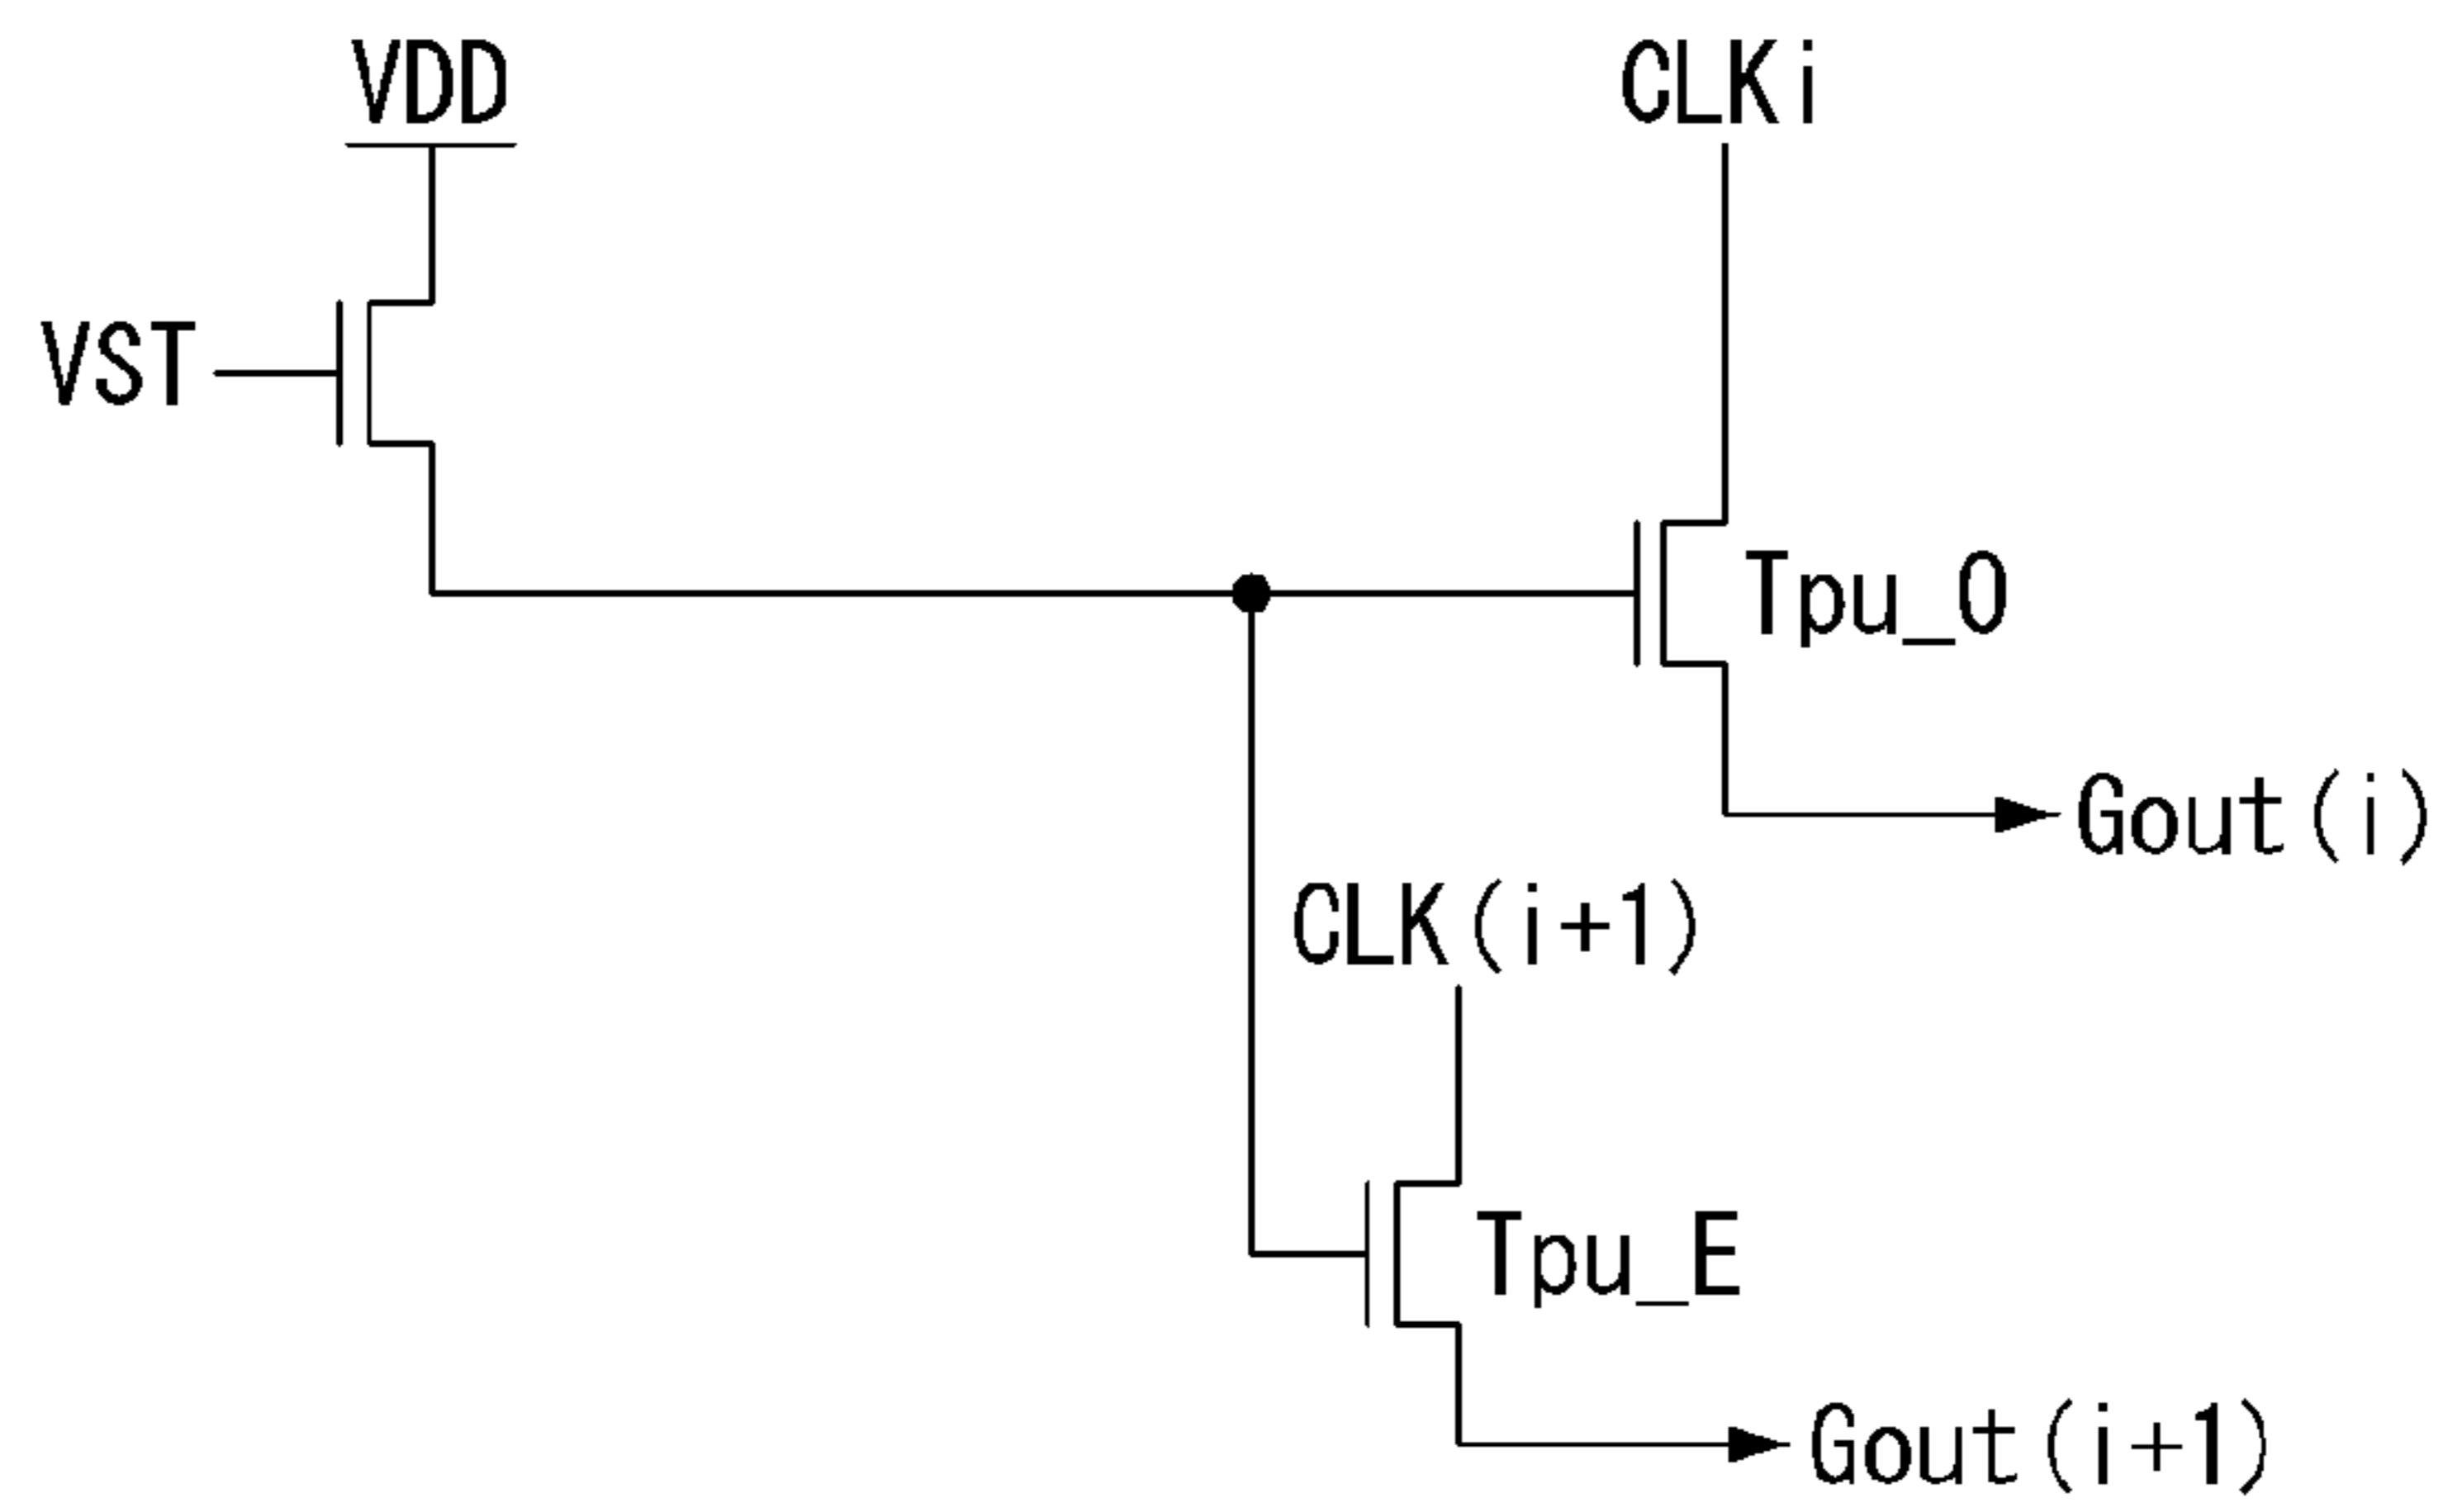 VDD
CLKi
VST
Tpu_O
Gout(i)
CLK(i+1)
Tpu_E
Gout(i+1)